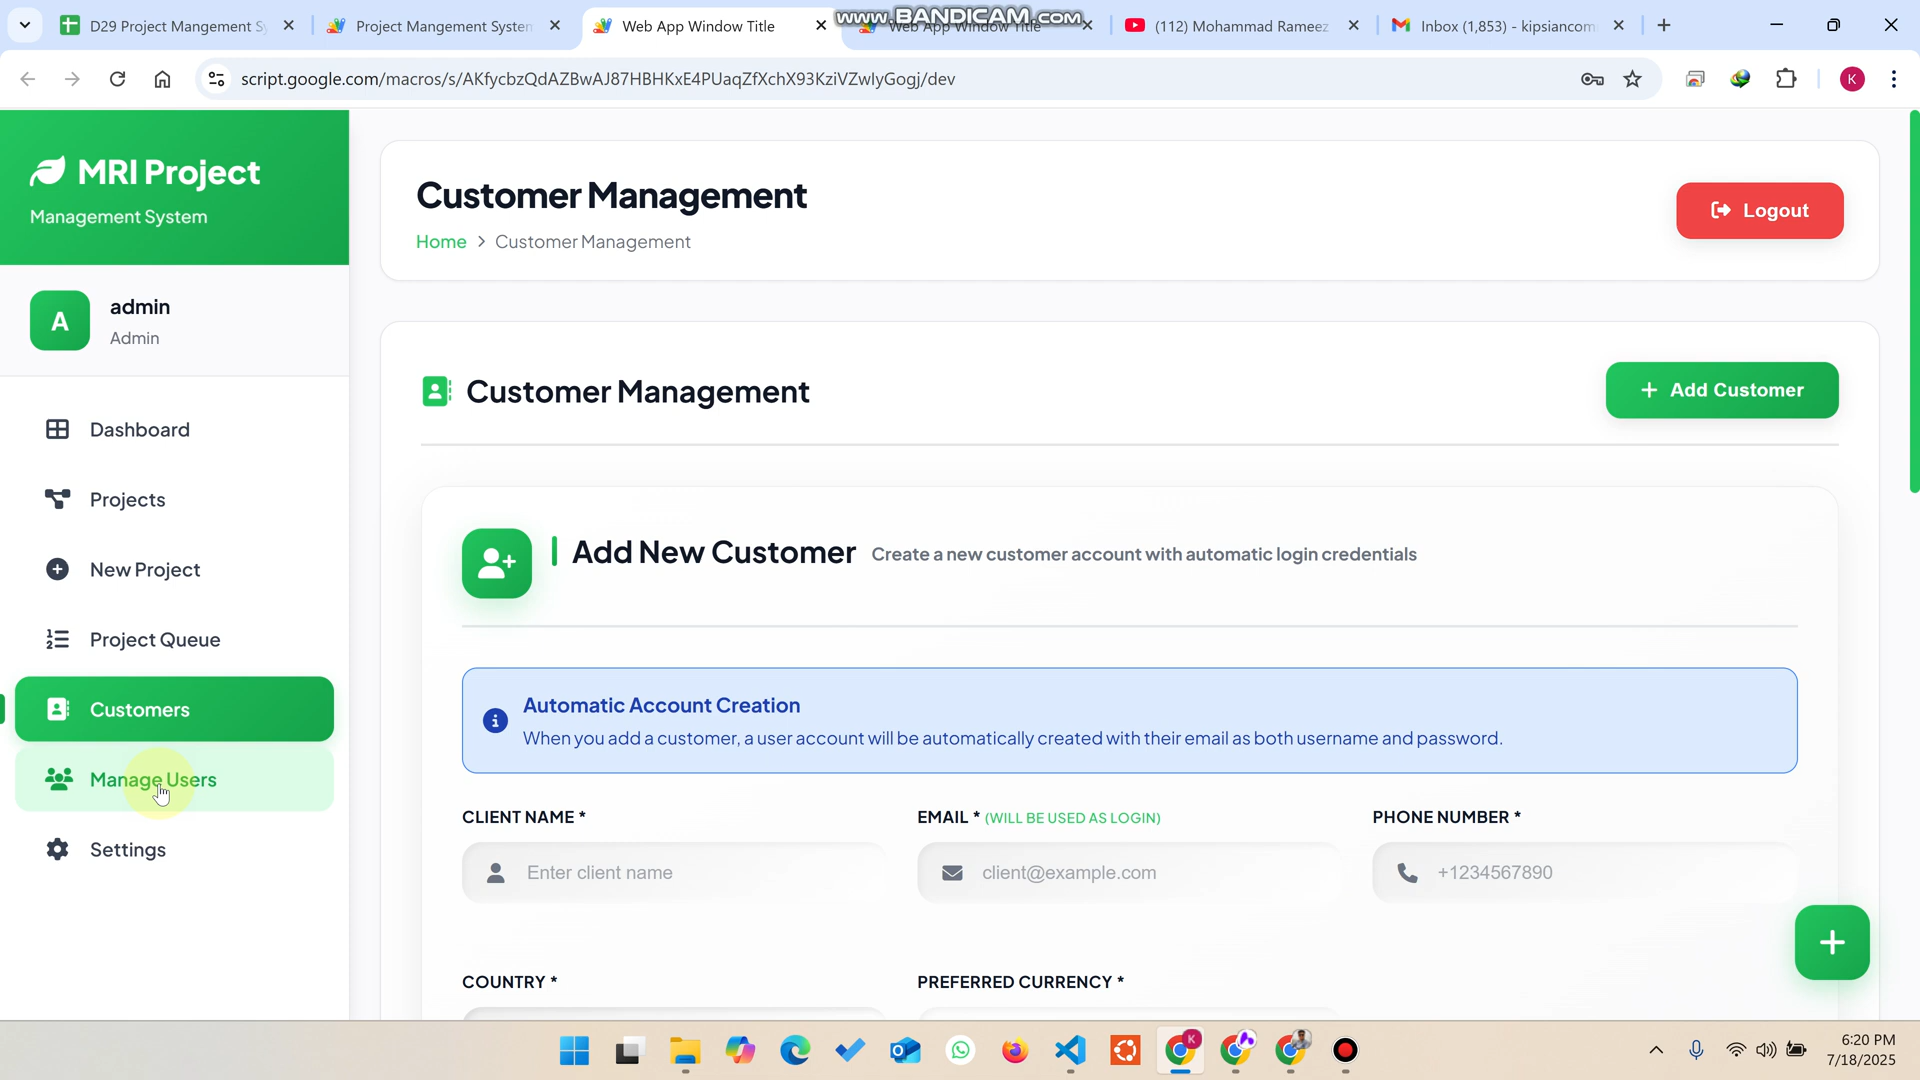 D29 Project Mangement Sy
Project Mangement System
Web App Window Title
Web App Window Title
www.BANDICAM.com
(112) Mohammad Rameez
Inbox (1,853) - kipsiancom
script.google.com/macros/s/AKfycbzQdAZBwAJ87HBHKxE4PUaqZfXchX93KziVZwIyGogj/dev
K
MRI Project
Management System
A
admin
Admin
Dashboard
Projects
New Project
Project Queue
Customers
Manage Users
Settings
Customer Management
Home > Customer Management
Logout
Customer Management
+ Add Customer
Add New Customer Create a new customer account with automatic login credentials
Automatic Account Creation
When you add a customer, a user account will be automatically created with their email as both username and password.
CLIENT NAME *
Enter client name
EMAIL * (WILL BE USED AS LOGIN)
client@example.com
PHONE NUMBER *
+1234567890
COUNTRY *
PREFERRED CURRENCY *
6:20 PM
7/18/2025